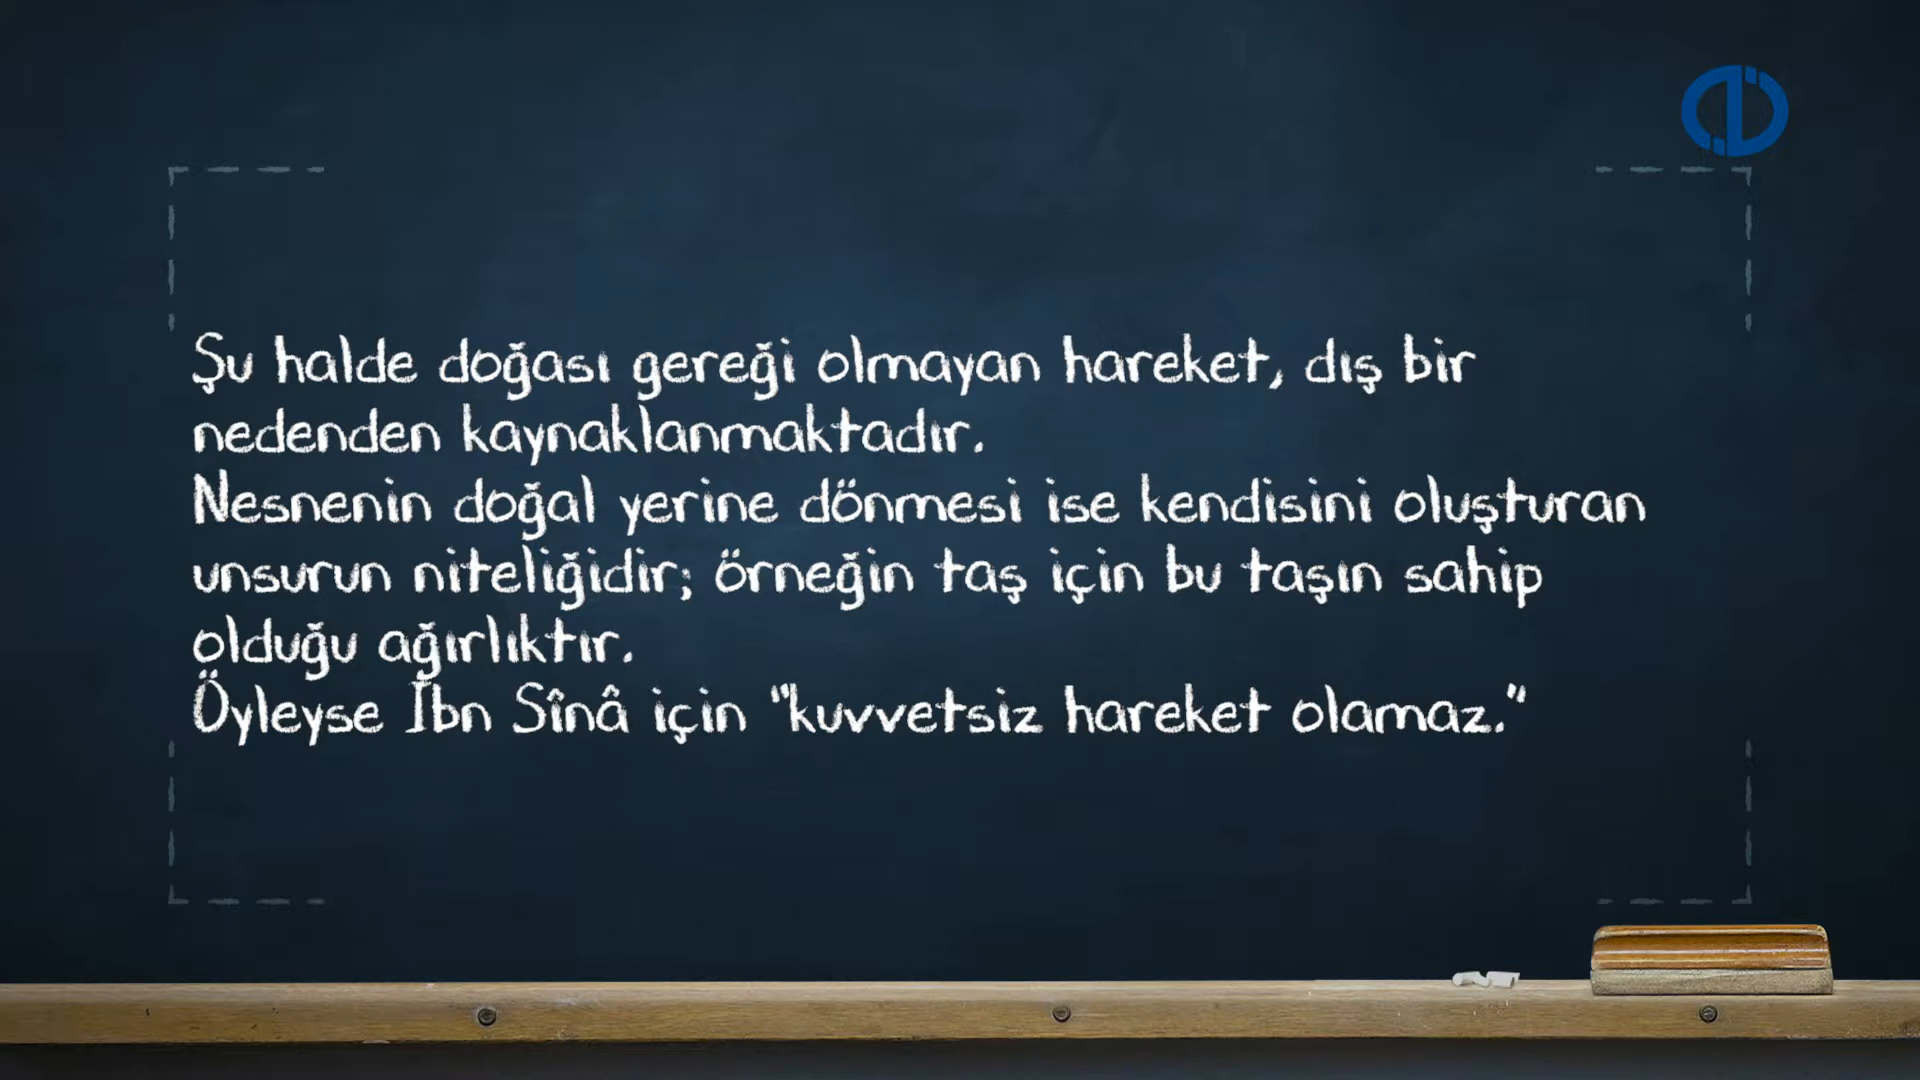 Şu halde doğası gereği olmayan hareket, dış bir
nedenden kaynaklanmaktadır.
Nesnenin doğal yerine dönmesi ise kendisini oluşturan
unsurun niteliğidir; örneğin taş için bu taşın sahip
olduğu ağırlıktır.
Öyleyse İbn Sînâ için "kuvvetsiz hareket olamaz."